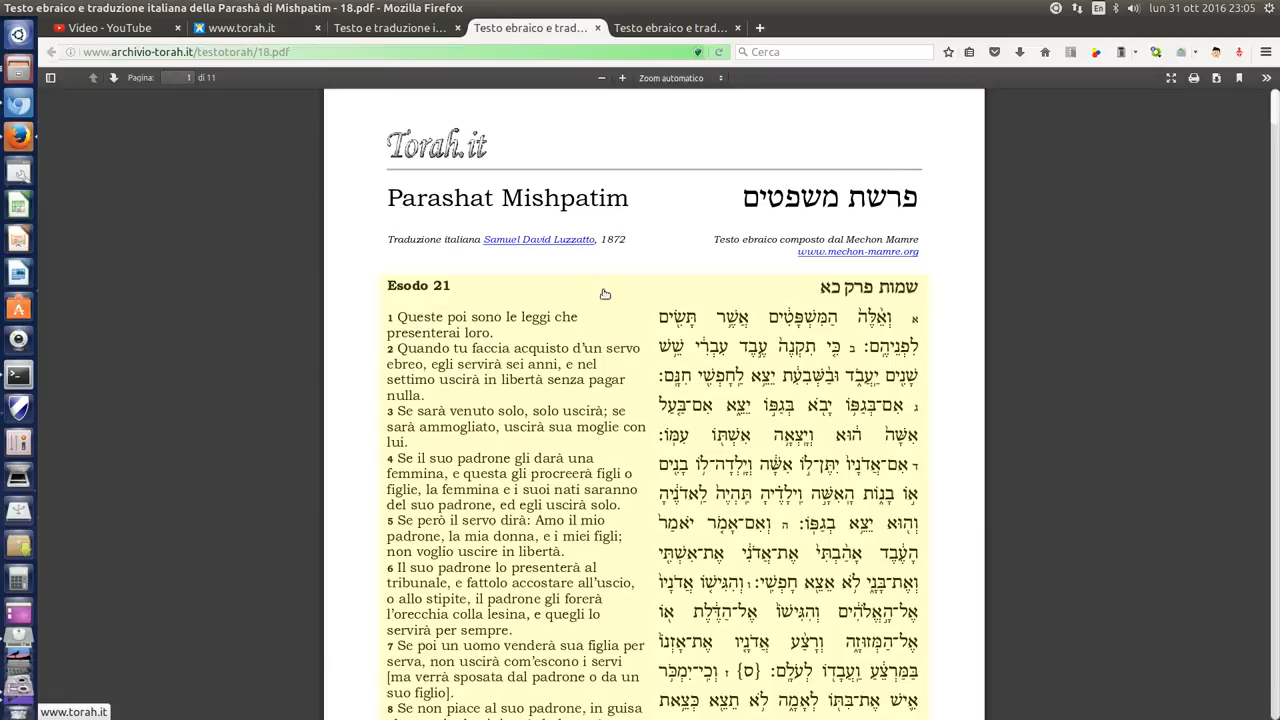 Testo ebraico e traduzione italiana della Parashà di Mishpatim - 18.pdf - Mozilla Firefox
En
lun 31 ott 2016 23:05
Video - YouTube
www.torah.it
Testo e traduzione i...
Testo ebraico e trad...
Testo ebraico e trad...
www.archivio-torah.it/testotorah/18.pdf
Cerca
Pagina: 1 di 11
Zoom automatico
Torah.it
Parashat Mishpatim
פרשת משפטים
Traduzione italiana Samuel David Luzzatto, 1872
Testo ebraico composto dal Mechon Mamre
www.mechon-mamre.org
Esodo 21
1 Queste poi sono le leggi che
presenterai loro.
2 Quando tu faccia acquisto d'un servo
ebreo, egli servirà sei anni, e nel
settimo uscirà in libertà senza pagar
nulla.
3 Se sarà venuto solo, solo uscirà; se
sarà ammogliato, uscirà sua moglie con
lui.
4 Se il suo padrone gli darà una
femmina, e questa gli procreerà figli o
figlie, la femmina e i suoi nati saranno
del suo padrone, ed egli uscirà solo.
5 Se però il servo dirà: Amo il mio
padrone, la mia donna, e i miei figli;
non voglio uscire in libertà.
6 Il suo padrone lo presenterà al
tribunale, e fattolo accostare all'uscio,
o allo stipite, il padrone gli forerà
l'orecchia colla lesina, e quegli lo
servirà per sempre.
7 Se poi un uomo venderà sua figlia per
serva, non uscirà com'escono i servi
[ma verrà sposata dal padrone o da un
suo figlio].
8 Se non piace al suo padrone, in guisa
שמות פרק כא
א וְאֵלֶּה הַמִּשְׁפָּטִים אֲשֶׁר תָּשִׂים
לִפְנֵיהֶם: ב כִּי תִקְנֶה עֶבֶד עִבְרִי שֵׁשׁ
שָׁנִים יַעֲבֹד וּבַשְּׁבִעִת יֵצֵא לַחָפְשִׁי חִנָּם:
ג אִם־בְּגַפּוֹ יָבֹא בְּגַפּוֹ יֵצֵא אִם־בַּעַל
אִשָּׁה הוּא וְיָצְאָה אִשְׁתּוֹ עִמּוֹ:
ד אִם־אֲדֹנָיו יִתֶּן־לוֹ אִשָּׁה וְיָלְדָה־לוֹ בָנִים
אוֹ בָנוֹת הָאִשָּׁה וִילָדֶיהָ תִּהְיֶה לַאדֹנֶיהָ
וְהוּא יֵצֵא בְגַפּוֹ: ה וְאִם־אָמֹר יֹאמַר
הָעֶבֶד אָהַבְתִּי אֶת־אֲדֹנִי אֶת־אִשְׁתִּי
וְאֶת־בָּנָי לֹא אֵצֵא חָפְשִׁי: ו וְהִגִּישׁוֹ אֲדֹנָיו
אֶל־הָאֱלֹהִים וְהִגִּישׁוֹ אֶל־הַדֶּלֶת אוֹ
אֶל־הַמְּזוּזָה וְרָצַע אֲדֹנָיו אֶת־אָזְנוֹ
בַּמַּרְצֵעַ וַעֲבָדוֹ לְעֹלָם: {ס} ז וְכִי־יִמְכֹּר
אִישׁ אֶת־בִּתּוֹ לְאָמָה לֹא תֵצֵא כְּצֵאת
www.torah.it